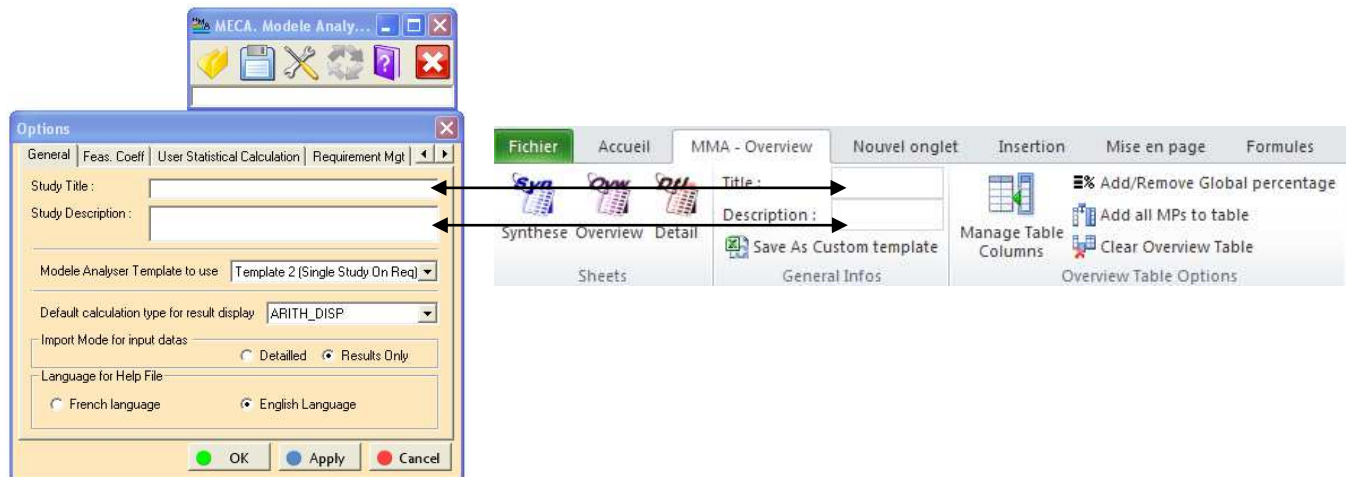 MECA. Modele Analy...
Options
General Feas. Coeff User Statistical Calculation Requirement Mgt
Study Title :
Study Description :
Modele Analyser Template to use Template 2 (Single Study On Req)
Default calculation type for result display ARITH_DISP
Import Mode for input datas
Detailled Results Only
Language for Help File
French language English Language
OK Apply Cancel
Fichier Accueil MMA - Overview Nouvel onglet Insertion Mise en page Formules
Syn Ovw Dtl
Synthese Overview Detail
Sheets
Title :
Description :
Save As Custom template
General Infos
Manage Table
Columns
Add/Remove Global percentage
Add all MPs to table
Clear Overview Table
Overview Table Options